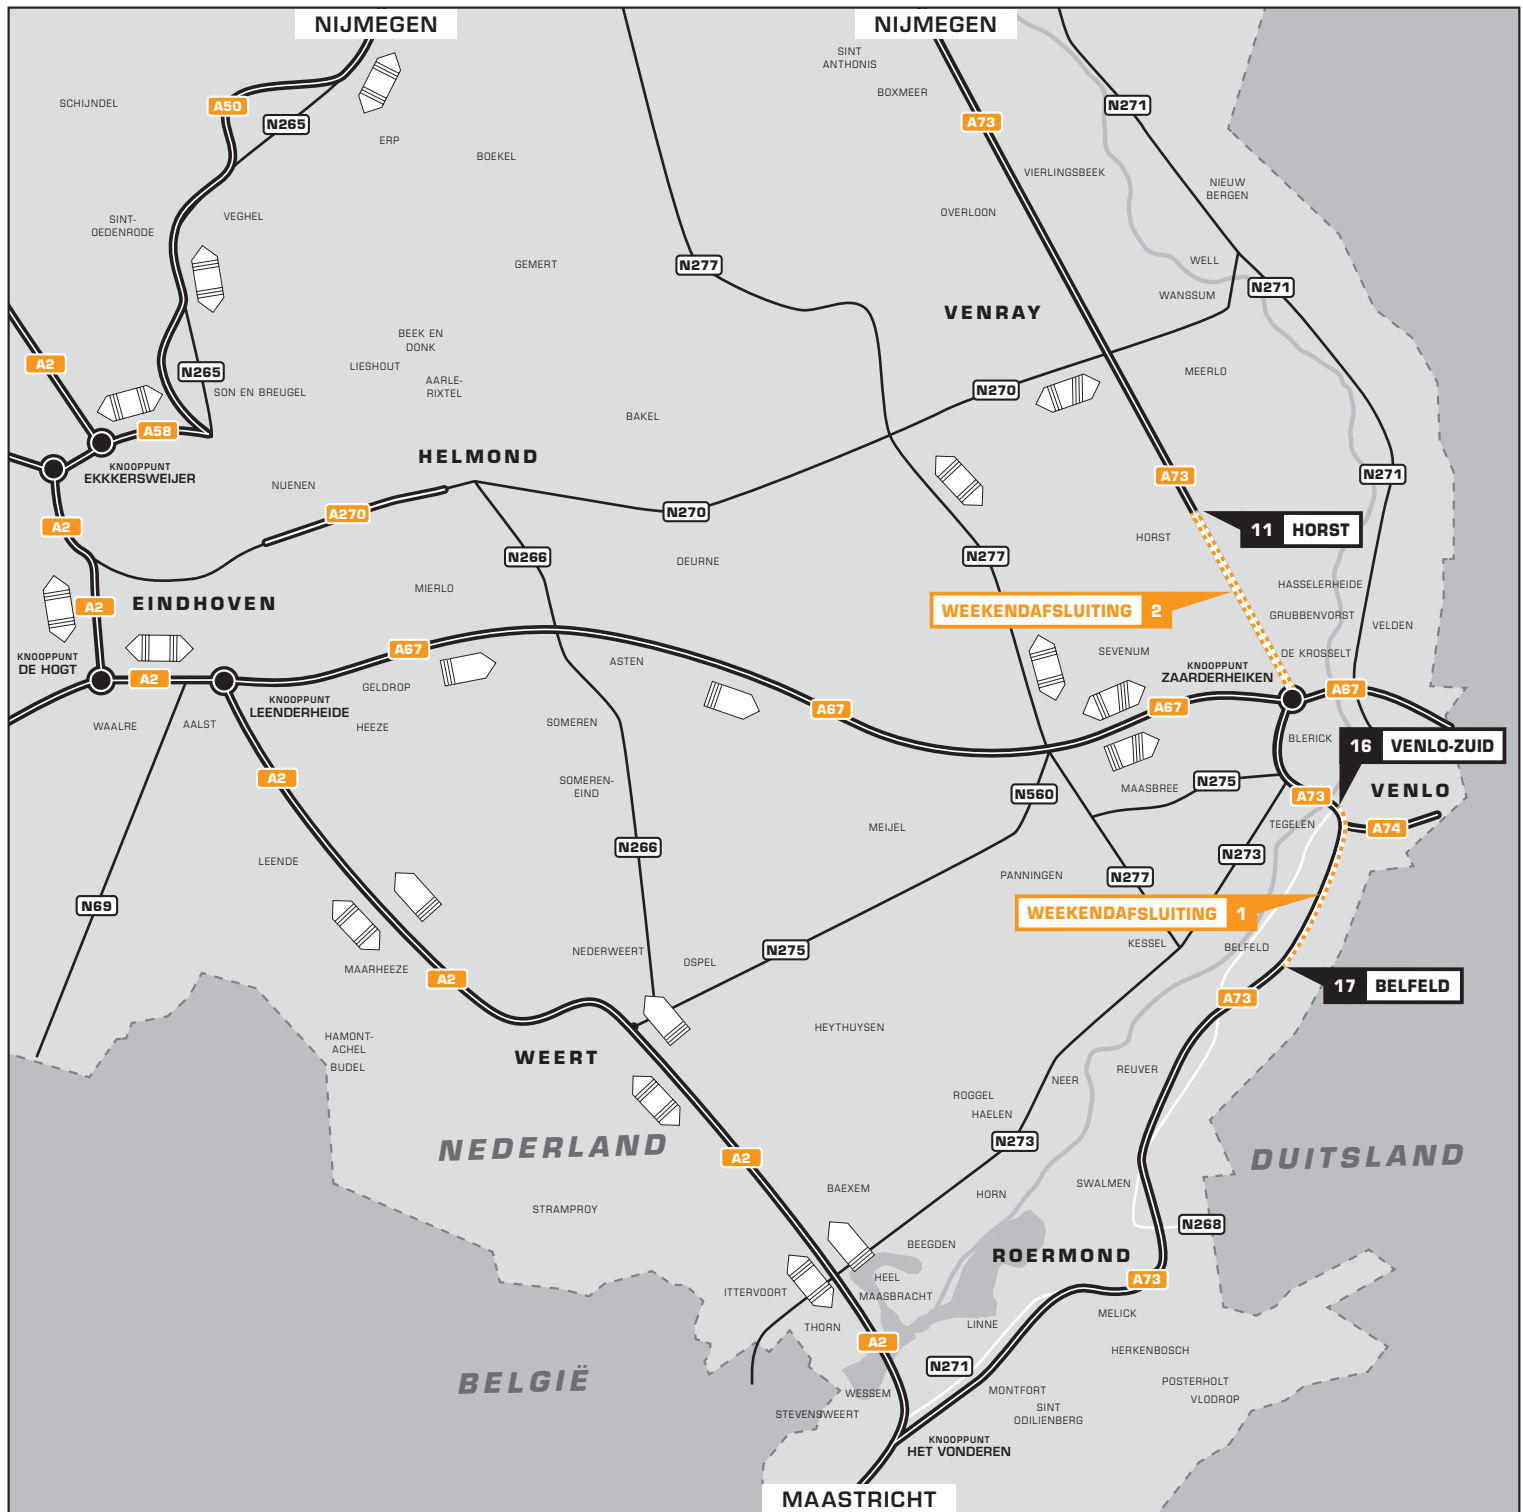 NIJMEGEN
NIJMEGEN
SINT
ANTHONIS
BOXMEER
SCHIJNDEL
A50
N265
A73
N271
ERP
BOEKEL
VIERLINGSBEEK
NIEUW
BERGEN
SINT-
OEDENRODE
VEGHEL
OVERLOON
GEMERT
N277
WELL
WANSSUM
N271
VENRAY
BEEK EN
DONK
A2
LIESHOUT
N265
AARLE-
RIXTEL
SON EN BREUGEL
MEERLO
N270
BAKEL
A58
HELMOND
KNOOPPUNT
EKKKERSWEIJER
A73
N271
NUENEN
A270
N270
A2
11 HORST
HORST
N266
DEURNE
N277
MIERLO
HASSELERHEIDE
A2
EINDHOVEN
WEEKENDAFSLUITING 2
GRUBBENVORST
VELDEN
KNOOPPUNT
DE HOGT
A67
ASTEN
SEVENUM
DE KROSSELT
KNOOPPUNT
ZAARDERHEIKEN
A2
GELDROP
A67
KNOOPPUNT
LEENDERHEIDE
A67
A67
WAALRE
AALST
HEEZE
SOMEREN
BLERICK
16 VENLO-ZUID
A2
SOMEREN-
EIND
N560
MAASBREE
N275
A73
VENLO
MEIJEL
TEGELEN
A74
LEENDE
N266
N273
PANNINGEN
N277
N69
WEEKENDAFSLUITING 1
NEDERWEERT
OSPEL
N275
KESSEL
BELFELD
MAARHEEZE
A2
17 BELFELD
A73
HAMONT-
ACHEL
BUDEL
WEERT
HEYTHUYSEN
REUVER
NEER
ROGGEL
HAELEN
NEDERLAND
A2
N273
DUITSLAND
SWALMEN
BAEXEM
HORN
STRAMPROY
N268
BEEGDEN
ROERMOND
HEEL
A73
ITTERVOORT
MAASBRACHT
THORN
LINNE
MELICK
A2
HERKENBOSCH
BELGIË
N271
POSTERHOLT
WESSEM
MONTFORT
VLODROP
STEVENSWEERT
SINT
ODILIENBERG
KNOOPPUNT
HET VONDEREN
MAASTRICHT